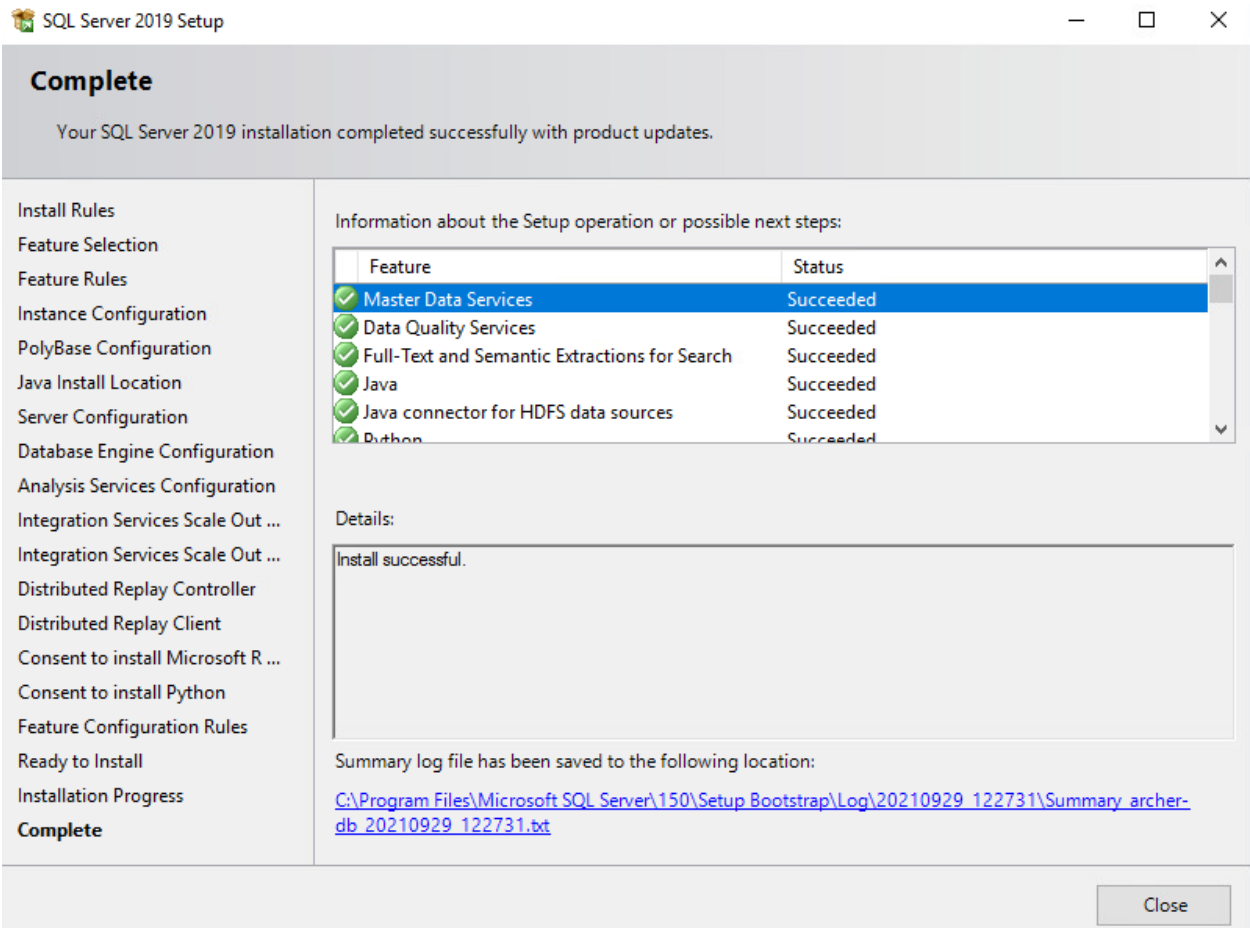 SQL Server 2019 Setup
Complete
Your SQL Server 2019 installation completed successfully with product updates.
Install Rules
Feature Selection
Feature Rules
Instance Configuration
PolyBase Configuration
Java Install Location
Server Configuration
Database Engine Configuration
Analysis Services Configuration
Integration Services Scale Out ...
Integration Services Scale Out ...
Distributed Replay Controller
Distributed Replay Client
Consent to install Microsoft R ...
Consent to install Python
Feature Configuration Rules
Ready to Install
Installation Progress
Complete
Information about the Setup operation or possible next steps:
Feature Status
Master Data Services Succeeded
Data Quality Services Succeeded
Full-Text and Semantic Extractions for Search Succeeded
Java Succeeded
Java connector for HDFS data sources Succeeded
Python Succeeded
Details:
Install successful.
Summary log file has been saved to the following location:
C:\Program Files\Microsoft SQL Server\150\Setup Bootstrap\Log\20210929_122731\Summary_archer-
db_20210929_122731.txt
Close